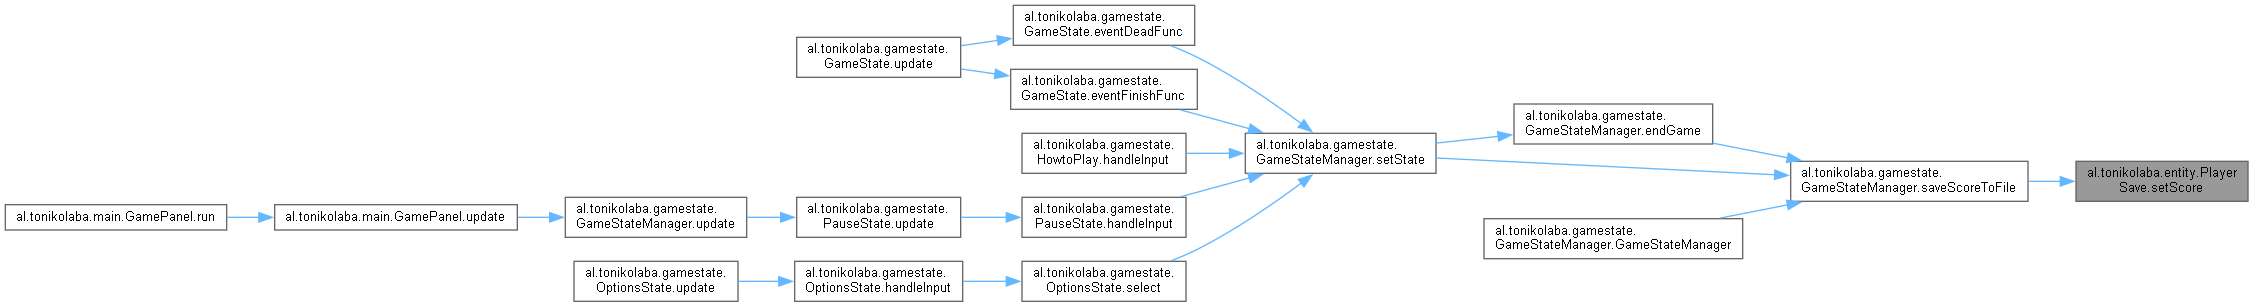 al.tonikolaba.gamestate.
GameState.eventDeadFunc
al.tonikolaba.gamestate.
GameState.update
al.tonikolaba.gamestate.
GameState.eventFinishFunc
al.tonikolaba.gamestate.
GameStateManager.endGame
al.tonikolaba.gamestate.
HowtoPlay.handleInput
al.tonikolaba.gamestate.
GameStateManager.setState
al.tonikolaba.gamestate.
GameStateManager.saveScoreToFile
al.tonikolaba.entity.Player
Save.setScore
al.tonikolaba.main.GamePanel.run
al.tonikolaba.main.GamePanel.update
al.tonikolaba.gamestate.
GameStateManager.update
al.tonikolaba.gamestate.
PauseState.update
al.tonikolaba.gamestate.
PauseState.handleInput
al.tonikolaba.gamestate.
GameStateManager.GameStateManager
al.tonikolaba.gamestate.
OptionsState.update
al.tonikolaba.gamestate.
OptionsState.handleInput
al.tonikolaba.gamestate.
OptionsState.select